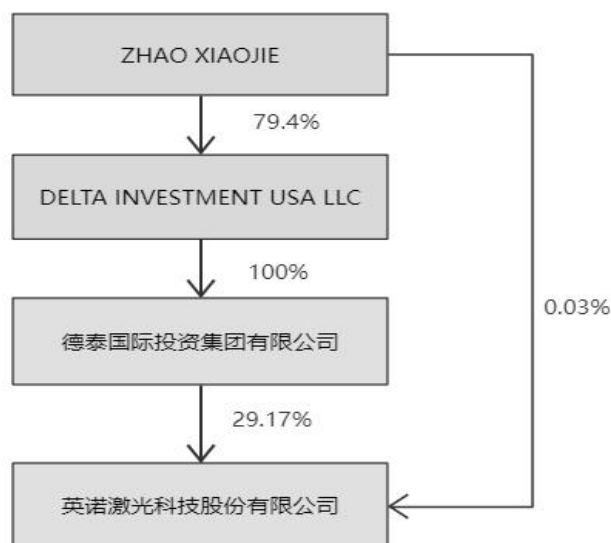 ZHAO XIAOJIE
79.4%
DELTA INVESTMENT USA LLC
100%
0.03%
德泰国际投资集团有限公司
29.17%
英诺激光科技股份有限公司